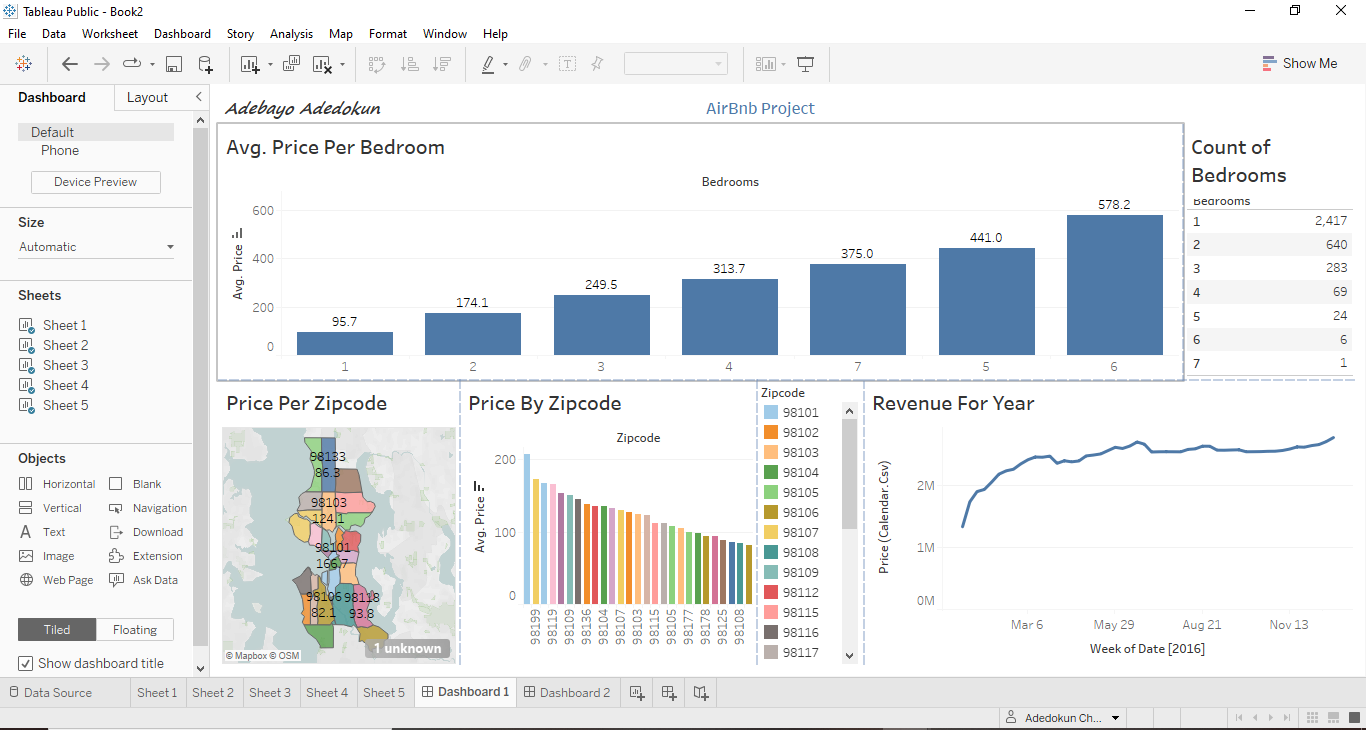 Tableau Public - Book2
File Data Worksheet Dashboard Story Analysis Map Format Window Help
Show Me
Dashboard Layout
Default
Phone
Device Preview
Size
Automatic
Sheets
Sheet 1
Sheet 2
Sheet 3
Sheet 4
Sheet 5
Objects
Horizontal Blank
Vertical Navigation
Text Download
Image Extension
Web Page Ask Data
Tiled Floating
Show dashboard title
Adebayo Adedokun AirBnb Project
Avg. Price Per Bedroom
Bedrooms
Avg. Price
600
400
200
0
95.7 174.1 249.5 313.7 375.0 441.0 578.2
1 2 3 4 7 5 6
Count of
Bedrooms
Bedrooms
1 2,417
2 640
3 283
4 69
5 24
6 6
7 1
Price Per Zipcode
98133
86.3
98103
124.1
98101
166.7
98106 98118
82.1 93.8
1 unknown
© Mapbox © OSM
Price By Zipcode
Zipcode
Avg. Price
200
100
0
98199 98119 98109 98136 98104 98107 98103 98115 98105 98177 98178 98125 98108
Zipcode
98101
98102
98103
98104
98105
98106
98107
98108
98109
98112
98115
98116
98117
Revenue For Year
Price (Calendar.Csv)
2M
1M
0M
Mar 6 May 29 Aug 21 Nov 13
Week of Date [2016]
Data Source Sheet 1 Sheet 2 Sheet 3 Sheet 4 Sheet 5 Dashboard 1 Dashboard 2
Adedokun Ch...